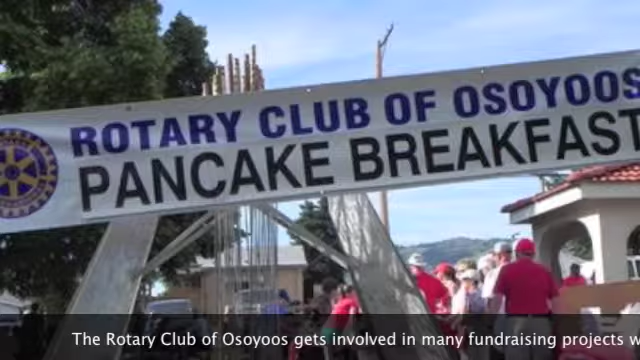 ROTARY CLUB OF OSOYOOS
PANCAKE BREAKFAST
The Rotary Club of Osoyoos gets involved in many fundraising projects w